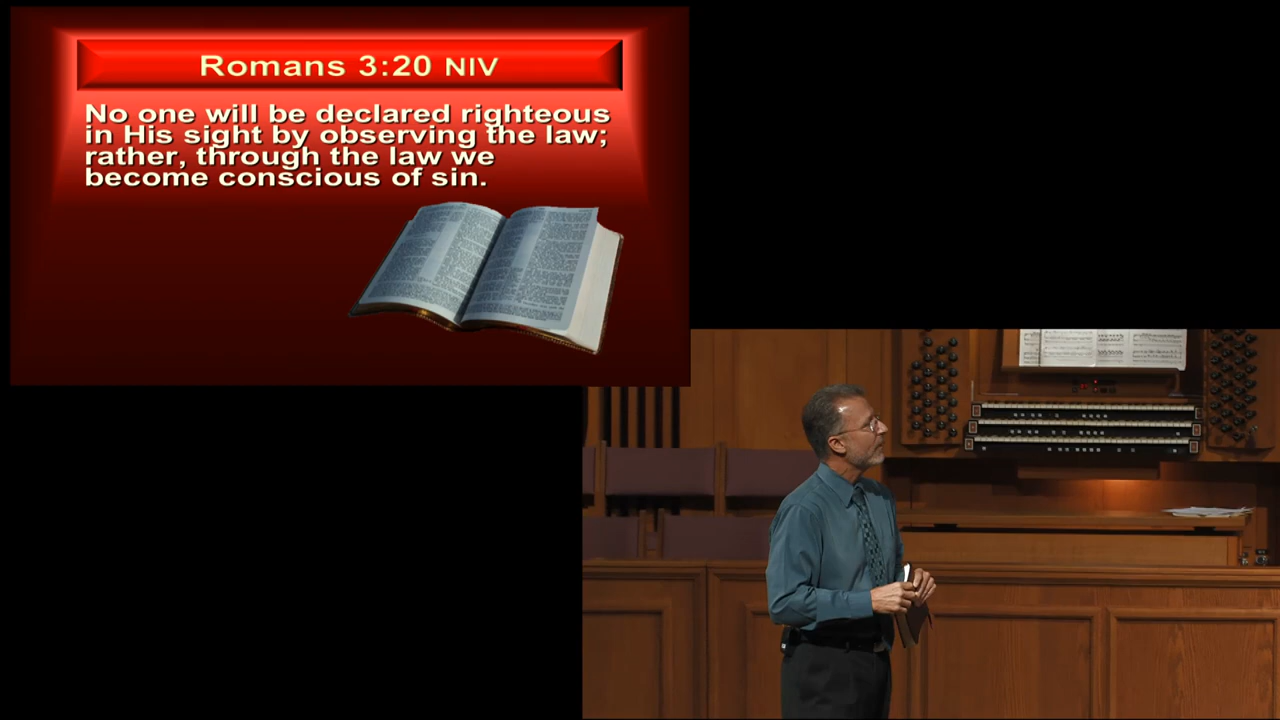 Romans 3:20 NIV
No one will be declared righteous
in His sight by observing the law;
rather, through the law we
become conscious of sin.